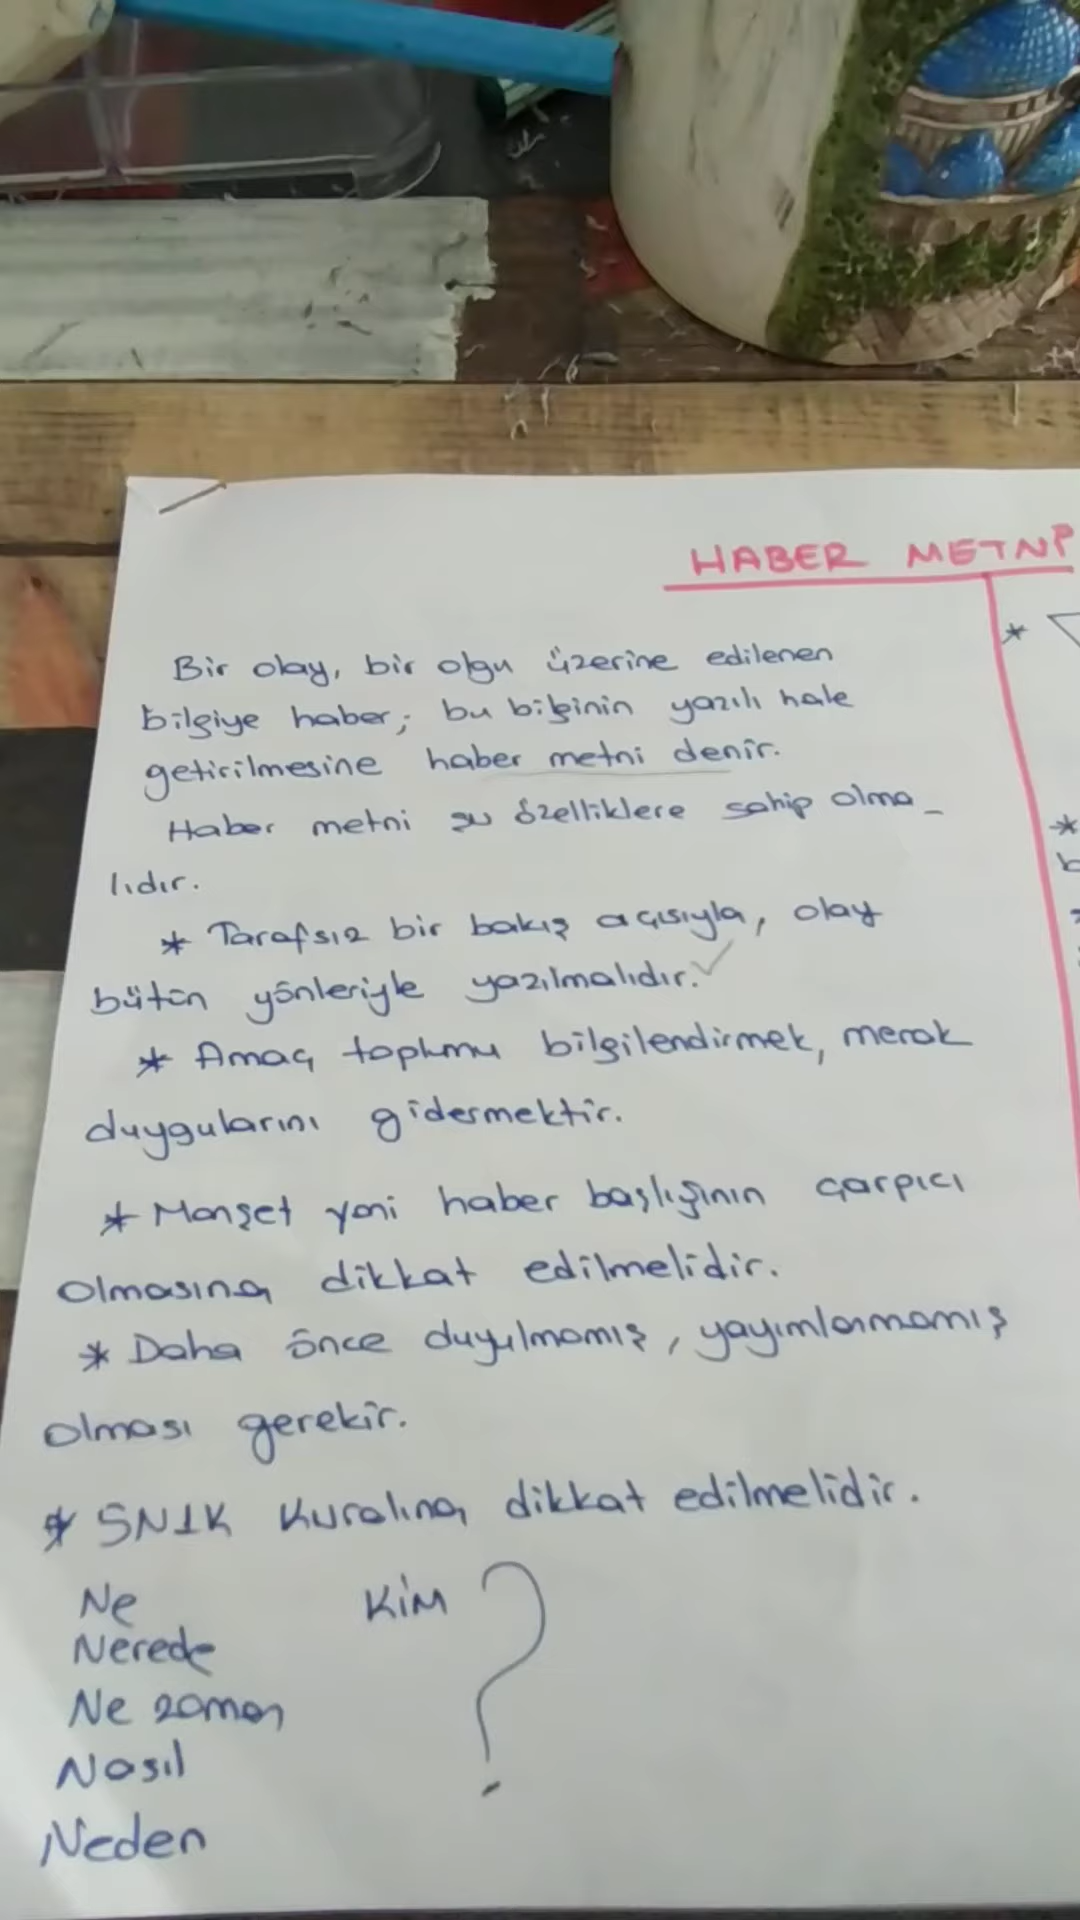 HABER METNİ
Bir olay, bir olgu üzerine edilenen
bilgiye haber; bu bilginin yazılı hale
getirilmesine haber metni denir.
Haber metni şu özelliklere sahip olma_
lıdır.
* Tarafsız bir bakış açısıyla, olay
bütün yönleriyle yazılmalıdır.
* Amaç toplumu bilgilendirmek, merak
duygularını gidermektir.
* Manşet yani haber başlığının çarpıcı
olmasına dikkat edilmelidir.
* Daha önce duyulmamış, yayımlanmamış
olması gerekir.
* 5N1K Kuralına dikkat edilmelidir.
Ne Kim ?
Nerede
Ne zaman
Nasıl
Neden